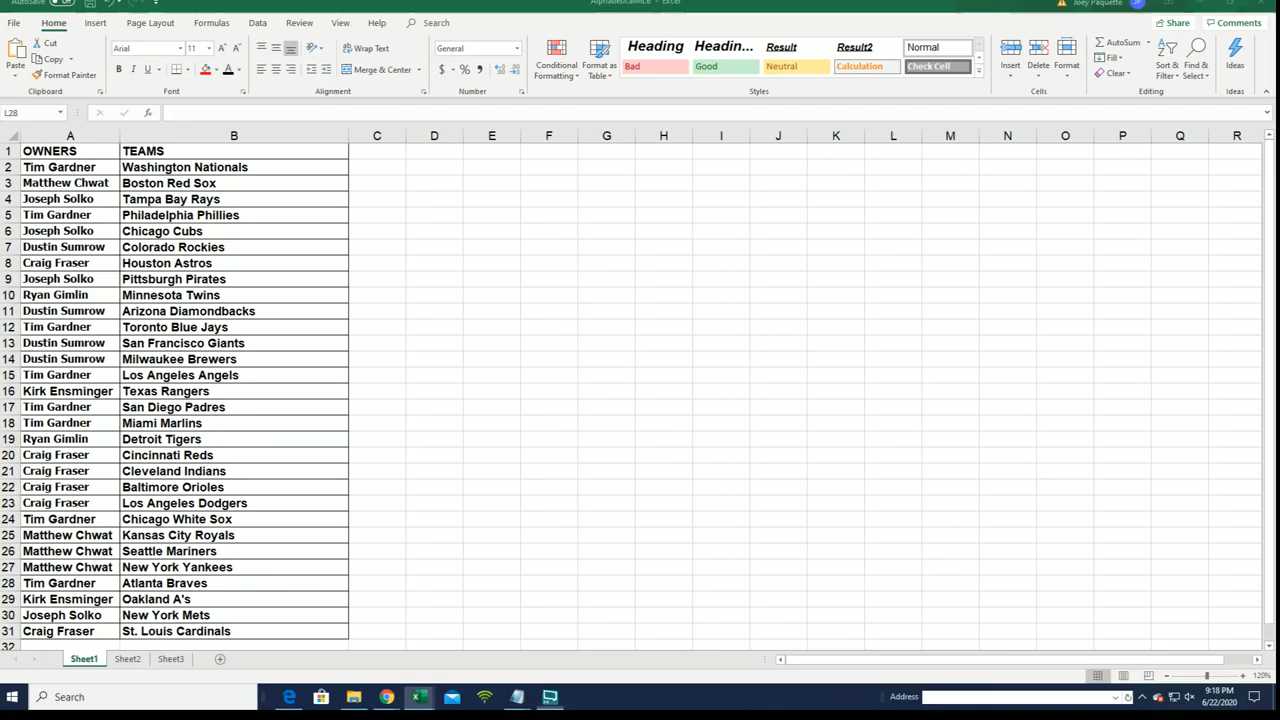 AutoSave Off AlphabeticalMLB - Excel Joey Paquette JP
File Home Insert Page Layout Formulas Data Review View Help Search Share Comments
Paste Cut Copy Format Painter Clipboard
Arial 11 A A B I U A Font
Wrap Text Merge & Center Alignment
General $ % , Number
Conditional Formatting Format as Table
Heading Headin... Result Result2 Normal
Bad Good Neutral Calculation Check Cell
Styles
Insert Delete Format Cells
AutoSum Fill Clear Sort & Filter Find & Select Editing
Ideas Ideas
L28 fx
A B C D E F G H I J K L M N O P Q R
1 OWNERS TEAMS
2 Tim Gardner Washington Nationals
3 Matthew Chwat Boston Red Sox
4 Joseph Solko Tampa Bay Rays
5 Tim Gardner Philadelphia Phillies
6 Joseph Solko Chicago Cubs
7 Dustin Sumrow Colorado Rockies
8 Craig Fraser Houston Astros
9 Joseph Solko Pittsburgh Pirates
10 Ryan Gimlin Minnesota Twins
11 Dustin Sumrow Arizona Diamondbacks
12 Tim Gardner Toronto Blue Jays
13 Dustin Sumrow San Francisco Giants
14 Dustin Sumrow Milwaukee Brewers
15 Tim Gardner Los Angeles Angels
16 Kirk Ensminger Texas Rangers
17 Tim Gardner San Diego Padres
18 Tim Gardner Miami Marlins
19 Ryan Gimlin Detroit Tigers
20 Craig Fraser Cincinnati Reds
21 Craig Fraser Cleveland Indians
22 Craig Fraser Baltimore Orioles
23 Craig Fraser Los Angeles Dodgers
24 Tim Gardner Chicago White Sox
25 Matthew Chwat Kansas City Royals
26 Matthew Chwat Seattle Mariners
27 Matthew Chwat New York Yankees
28 Tim Gardner Atlanta Braves
29 Kirk Ensminger Oakland A's
30 Joseph Solko New York Mets
31 Craig Fraser St. Louis Cardinals
32
Sheet1 Sheet2 Sheet3
120%
Search Address 9:18 PM
6/22/2020